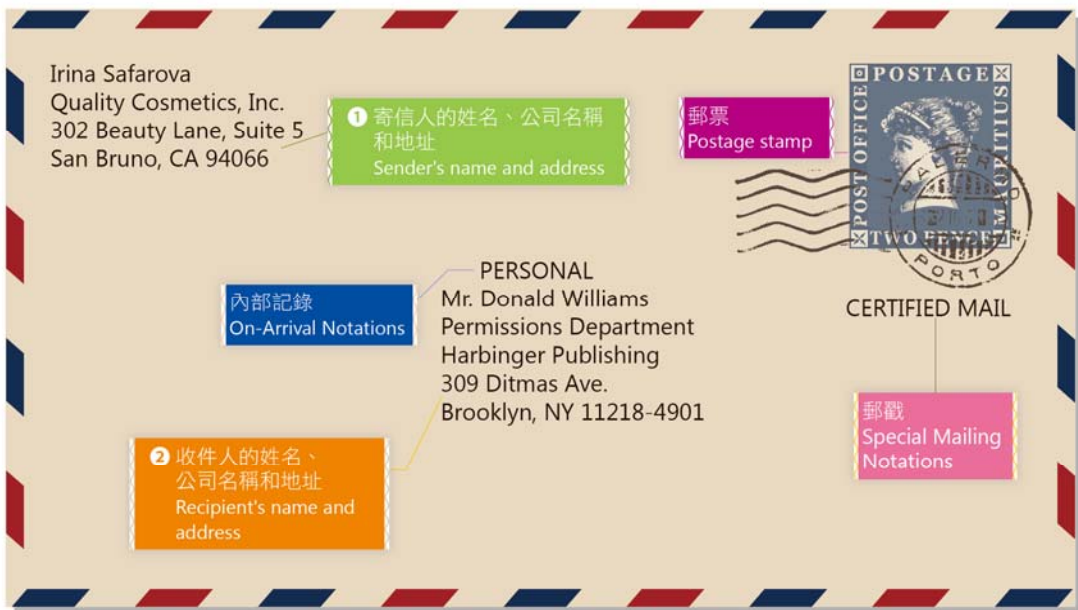 Irina Safarova
Quality Cosmetics, Inc.
302 Beauty Lane, Suite 5
San Bruno, CA 94066
❶ 寄信人的姓名、公司名稱
和地址
Sender's name and address
郵票
Postage stamp
POSTAGE
POST OFFICE
MAURITIUS
TWO PENCE
PORTO
內部記錄
On-Arrival Notations
PERSONAL
Mr. Donald Williams
Permissions Department
Harbinger Publishing
309 Ditmas Ave.
Brooklyn, NY 11218-4901
CERTIFIED MAIL
郵戳
Special Mailing
Notations
❷ 收件人的姓名、
公司名稱和地址
Recipient's name and
address